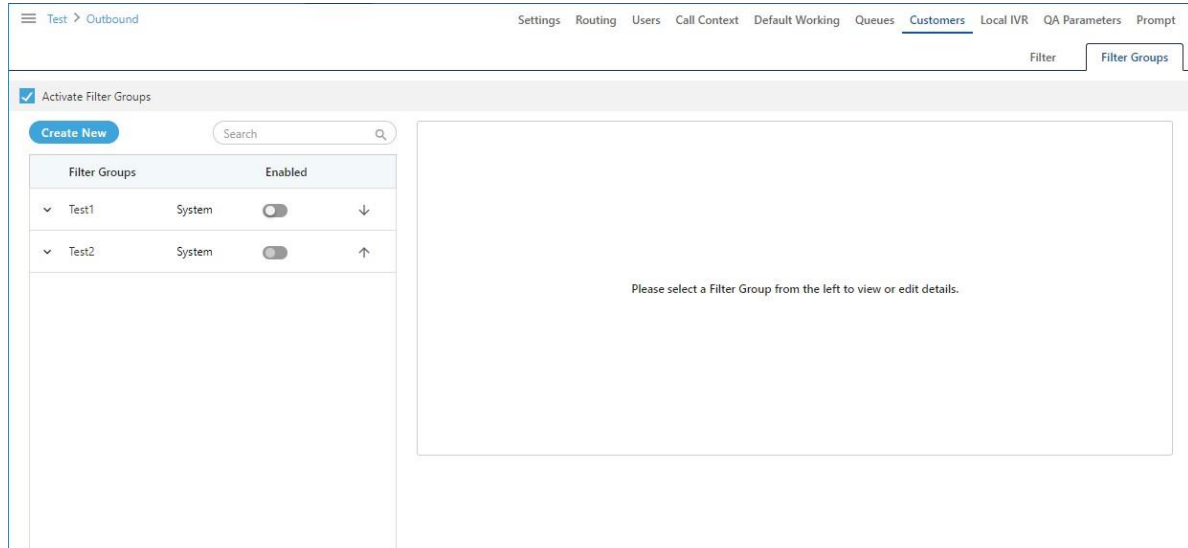 Test > Outbound
Settings Routing Users Call Context Default Working Queues Customers Local IVR QA Parameters Prompt
Filter Filter Groups
Activate Filter Groups
Create New Search
Filter Groups Enabled
Test1 System
Test2 System
Please select a Filter Group from the left to view or edit details.